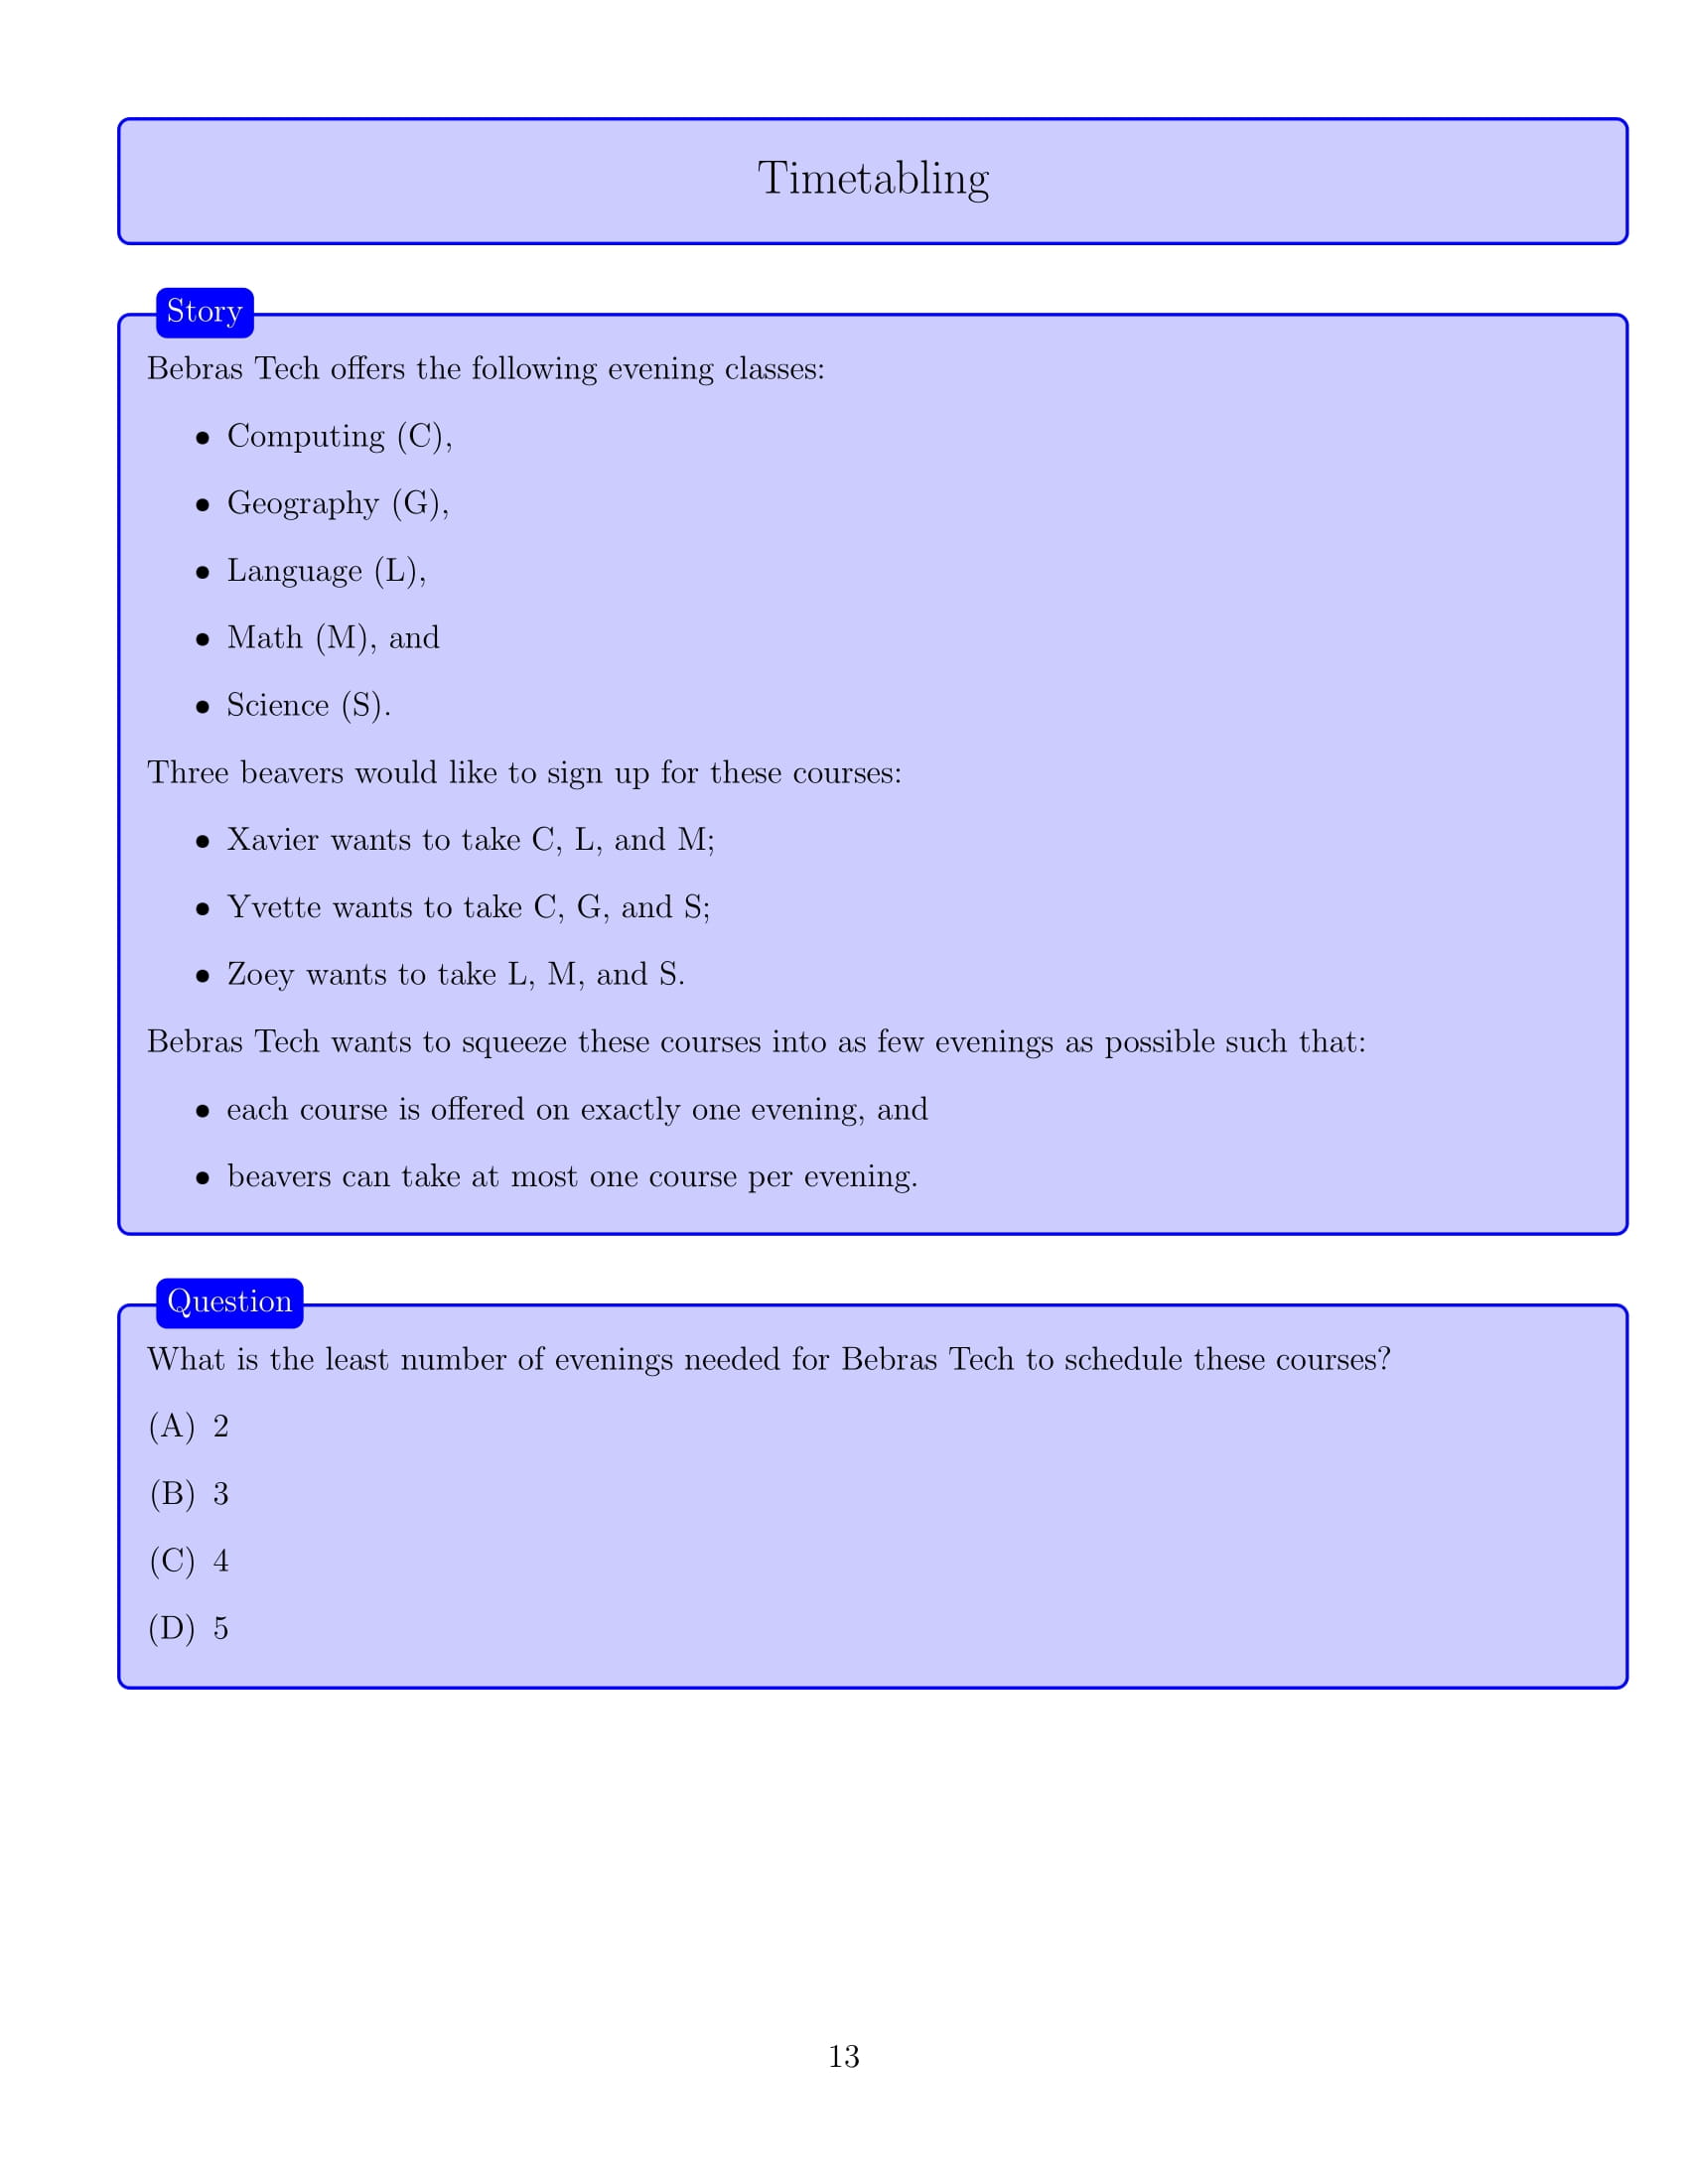 Timetabling
Story
Bebras Tech offers the following evening classes:
• Computing (C),
• Geography (G),
• Language (L),
• Math (M), and
• Science (S).
Three beavers would like to sign up for these courses:
• Xavier wants to take C, L, and M;
• Yvette wants to take C, G, and S;
• Zoey wants to take L, M, and S.
Bebras Tech wants to squeeze these courses into as few evenings as possible such that:
• each course is offered on exactly one evening, and
• beavers can take at most one course per evening.
Question
What is the least number of evenings needed for Bebras Tech to schedule these courses?
(A) 2
(B) 3
(C) 4
(D) 5
13